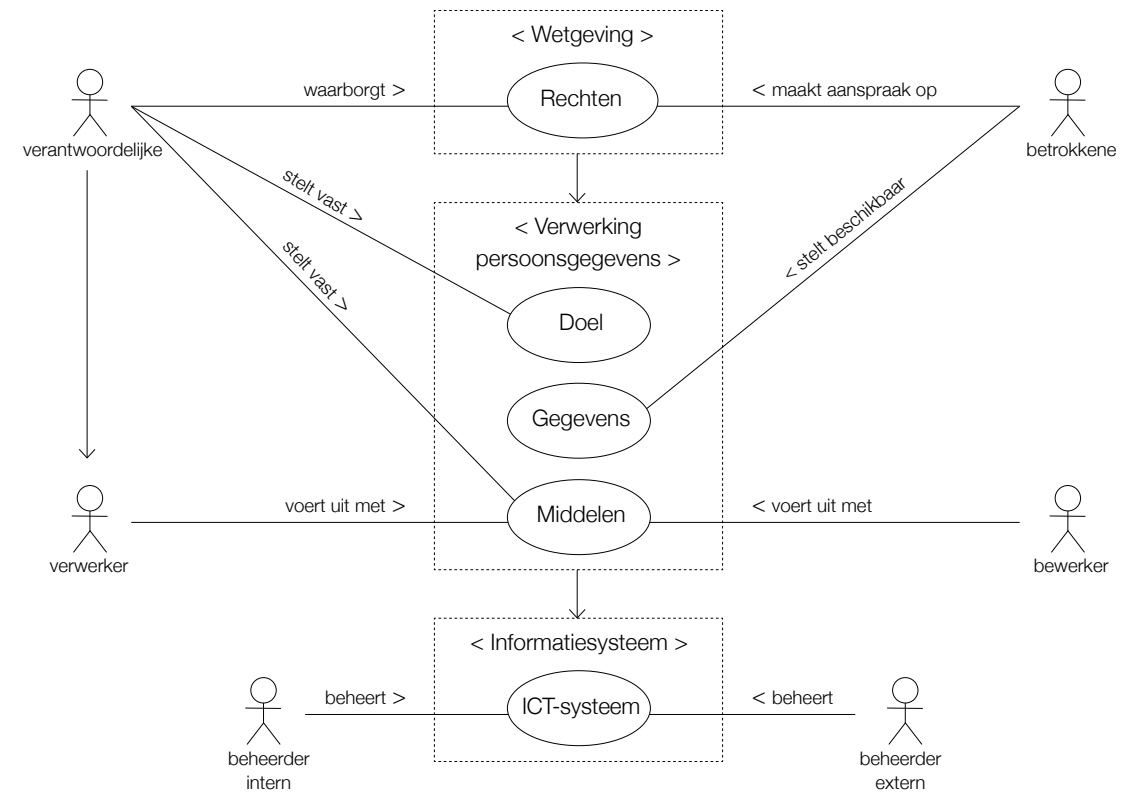 < Wetgeving >
waarborgt >
Rechten
< maakt aanspraak op
verantwoordelijke
betrokkene
stelt vast >
stelt vast >
< stelt beschikbaar
< Verwerking
persoonsgegevens >
Doel
Gegevens
voert uit met >
Middelen
< voert uit met
verwerker
bewerker
< Informatiesysteem >
beheert >
ICT-systeem
< beheert
beheerder
intern
beheerder
extern